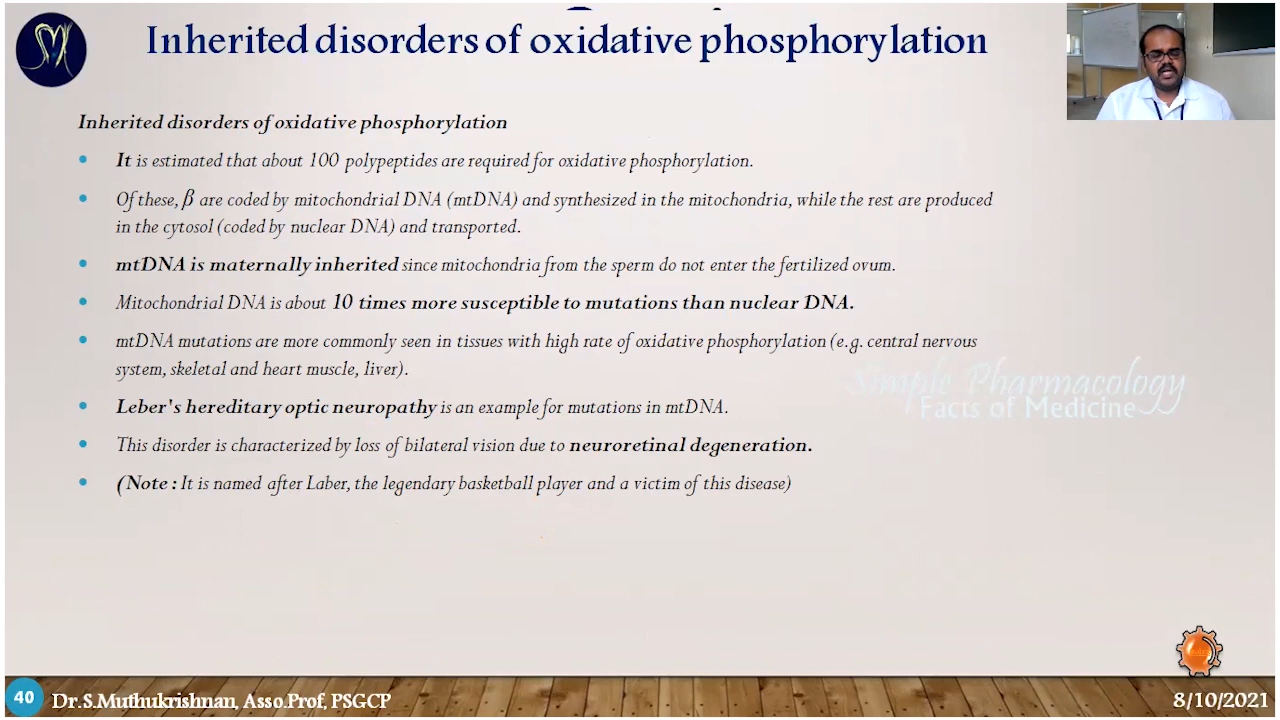 Inherited disorders of oxidative phosphorylation
Inherited disorders of oxidative phosphorylation
It is estimated that about 100 polypeptides are required for oxidative phosphorylation.
Of these, β are coded by mitochondrial DNA (mtDNA) and synthesized in the mitochondria, while the rest are produced
in the cytosol (coded by nuclear DNA) and transported.
mtDNA is maternally inherited since mitochondria from the sperm do not enter the fertilized ovum.
Mitochondrial DNA is about 10 times more susceptible to mutations than nuclear DNA.
mtDNA mutations are more commonly seen in tissues with high rate of oxidative phosphorylation (e.g. central nervous
system, skeletal and heart muscle, liver).
Simple Pharmacology
Facts of Medicine
Leber's hereditary optic neuropathy is an example for mutations in mtDNA.
This disorder is characterized by loss of bilateral vision due to neuroretinal degeneration.
(Note : It is named after Laber, the legendary basketball player and a victim of this disease)
40 Dr.S.Muthukrishnan, Asso.Prof, PSGCP
8/10/2021